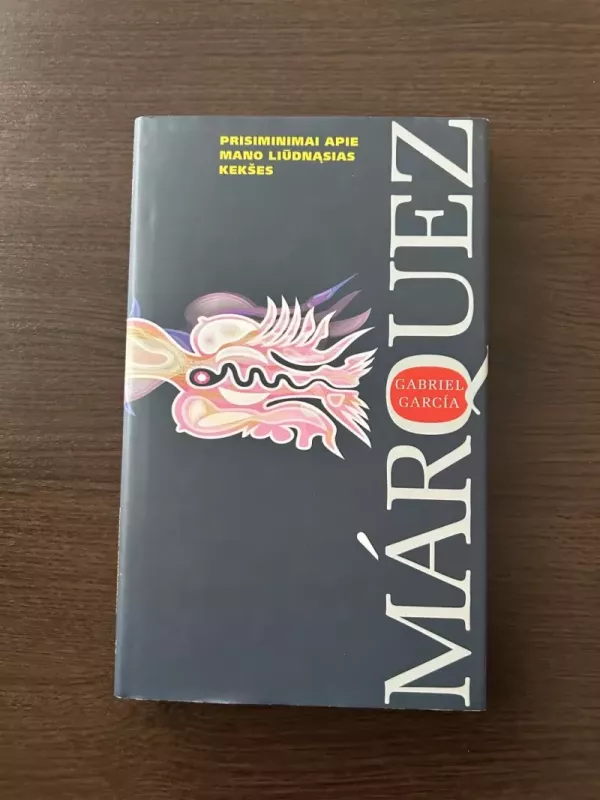 PRISIMINIMAI APIE
MANO LIŪDNĄSIAS
KEKŠES
GABRIEL
GARCÍA
MÁRQUEZ